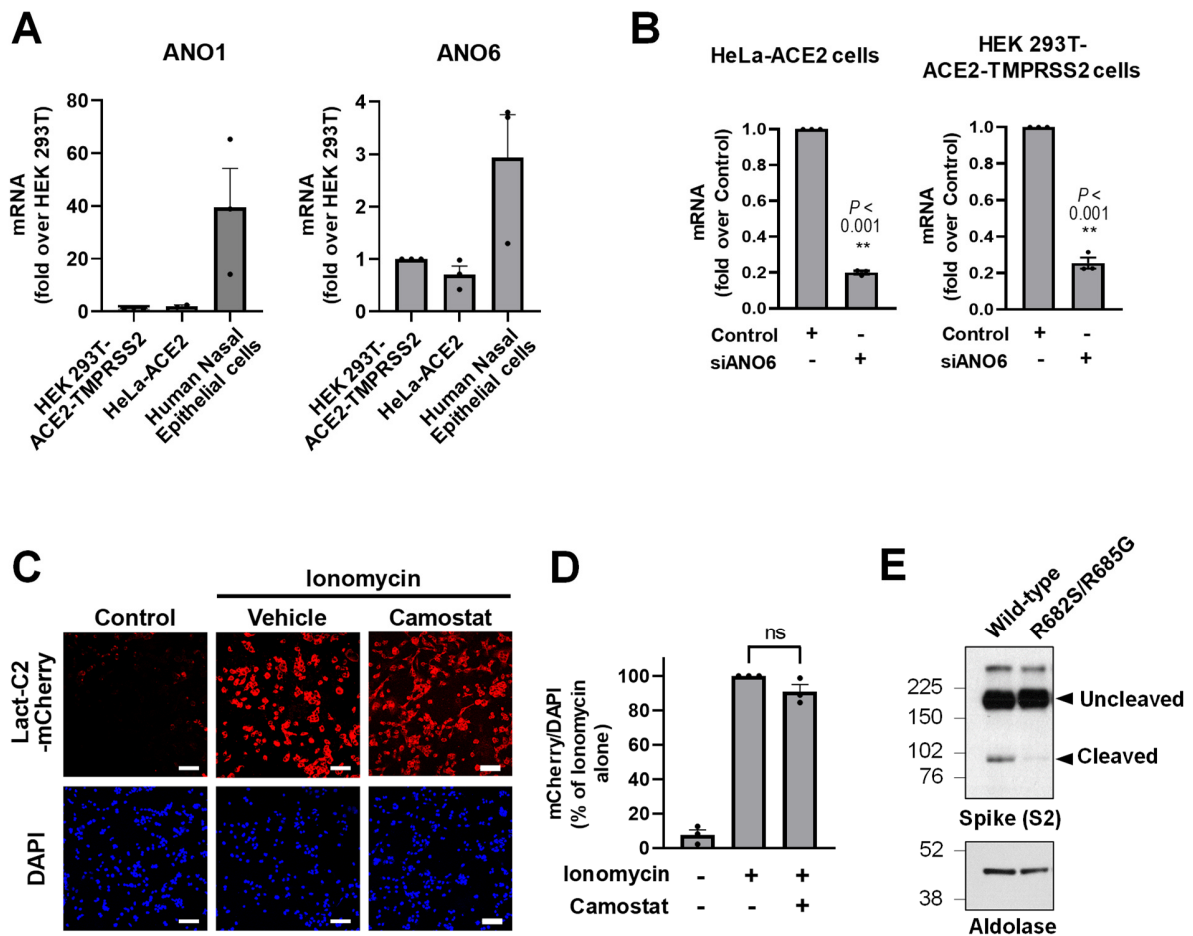 A
ANO1
mRNA
(fold over HEK 293T)
80
60
40
20
0
HEK 293T-
ACE2-TMPRSS2
HeLa-ACE2
Human Nasal
Epithelial cells
ANO6
mRNA
(fold over HEK 293T)
4
3
2
1
0
HEK 293T-
ACE2-TMPRSS2
HeLa-ACE2
Human Nasal
Epithelial cells
B
HeLa-ACE2 cells
mRNA
(fold over Control)
1.0
0.8
0.6
0.4
0.2
0.0
P <
0.001
**
Control + -
siANO6 - +
HEK 293T-
ACE2-TMPRSS2 cells
mRNA
(fold over Control)
1.0
0.8
0.6
0.4
0.2
0.0
P <
0.001
**
Control + -
siANO6 - +
C
Ionomycin
Control Vehicle Camostat
Lact-C2
-mCherry
DAPI
D
mCherry/DAPI
(% of Ionomycin
alone)
100
80
60
40
20
0
ns
Ionomycin - + +
Camostat - - +
E
Wild-type
R682S/R685G
225
150
102
76
Uncleaved
Cleaved
Spike (S2)
52
38
Aldolase